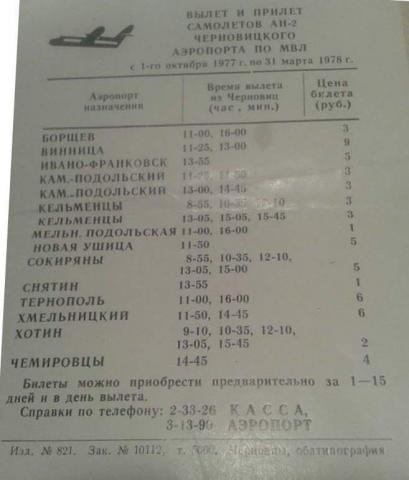 ВЫЛЕТ И ПРИЛЕТ
САМОЛЕТОВ АН-2
ЧЕРНОВИЦКОГО
АЭРОПОРТА ПО МВЛ
с 1-го октября 1977 г. по 31 марта 1978 г.
Аэропорт назначения Время вылета из Черновиц (час, мин.) Цена билета (руб.)
БОРЩЕВ 11-00, 16-00 3
ВИННИЦА 11-25, 13-00 9
ИВАНО-ФРАНКОВСК 13-55 5
КАМ.-ПОДОЛЬСКИЙ 3
КАМ.-ПОДОЛЬСКИЙ 13-00, 14-45 3
КЕЛЬМЕНЦЫ 8-55, 3
КЕЛЬМЕНЦЫ 13-05, 15-05, 15-45 3
МЕЛЬН. ПОДОЛЬСКАЯ 11-00, 16-00 1
НОВАЯ УШИЦА 11-50 5
СОКИРЯНЫ 8-55, 10-35, 12-10,
13-05, 15-00 5
СНЯТИН 13-55 1
ТЕРНОПОЛЬ 11-00, 16-00 6
ХМЕЛЬНИЦКИЙ 11-50, 14-45 6
ХОТИН 9-10, 10-35, 12-10,
13-05, 15-45 2
ЧЕМИРОВЦЫ 14-45 4
Билеты можно приобрести предварительно за 1—15
дней и в день вылета.
Справки по телефону: 2-33-26 КАССА,
3-13-90 АЭРОПОРТ
Изд. № 821. Зак. № 10112, т. 5000. Черновцы, облтипография